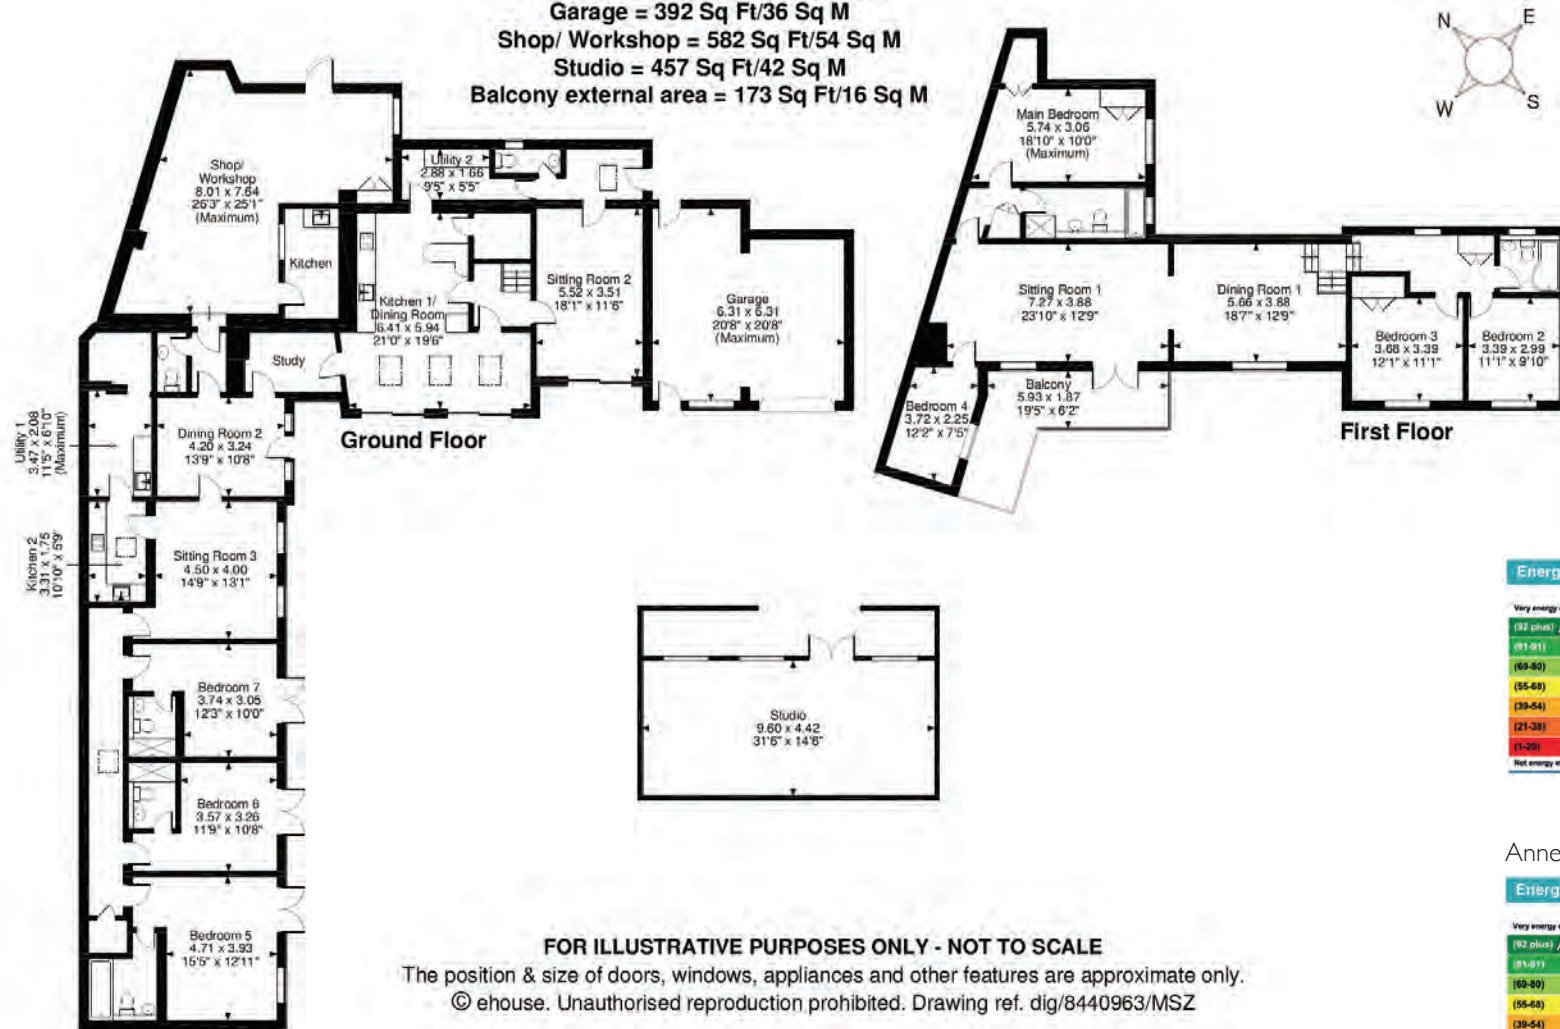 Garage = 392 Sq Ft/36 Sq M
Shop/ Workshop = 582 Sq Ft/54 Sq M
Studio = 457 Sq Ft/42 Sq M
Balcony external area = 173 Sq Ft/16 Sq M
N
E
W
S
Shop/
Workshop
8.01 x 7.64
26'3" x 25'1"
(Maximum)
Kitchen
Utility 2
2.88 x 1.66
9'5" x 5'5"
Kitchen 1/
Dining Room
6.41 x 5.94
21'0" x 19'6"
Sitting Room 2
5.52 x 3.51
18'1" x 11'6"
Garage
6.31 x 6.31
20'8" x 20'8"
(Maximum)
Study
Utility 1
3.47 x 2.08
11'5" x 6'10"
(Maximum)
Dining Room 2
4.20 x 3.24
13'9" x 10'8"
Ground Floor
Kitchen 2
3.31 x 1.75
10'10" x 5'9"
Sitting Room 3
4.50 x 4.00
14'9" x 13'1"
Bedroom 7
3.74 x 3.05
12'3" x 10'0"
Bedroom 6
3.57 x 3.26
11'9" x 10'8"
Bedroom 5
4.71 x 3.93
15'5" x 12'11"
Main Bedroom
5.74 x 3.06
18'10" x 10'0"
(Maximum)
Sitting Room 1
7.27 x 3.88
23'10" x 12'9"
Dining Room 1
5.66 x 3.88
18'7" x 12'9"
Bedroom 3
3.68 x 3.39
12'1" x 11'1"
Bedroom 2
3.39 x 2.99
11'1" x 9'10"
Balcony
5.93 x 1.87
19'5" x 6'2"
Bedroom 4
3.72 x 2.25
12'2" x 7'5"
First Floor
Studio
9.60 x 4.42
31'6" x 14'6"
Energ
Very energy
(92 plus)
(81-91)
(69-80)
(55-68)
(39-54)
(21-38)
(1-20)
Not energy
Anne
Energ
Very energy
(92 plus)
(81-91)
(69-80)
(55-68)
(39-54)
FOR ILLUSTRATIVE PURPOSES ONLY - NOT TO SCALE
The position & size of doors, windows, appliances and other features are approximate only.
© ehouse. Unauthorised reproduction prohibited. Drawing ref. dig/8440963/MSZ